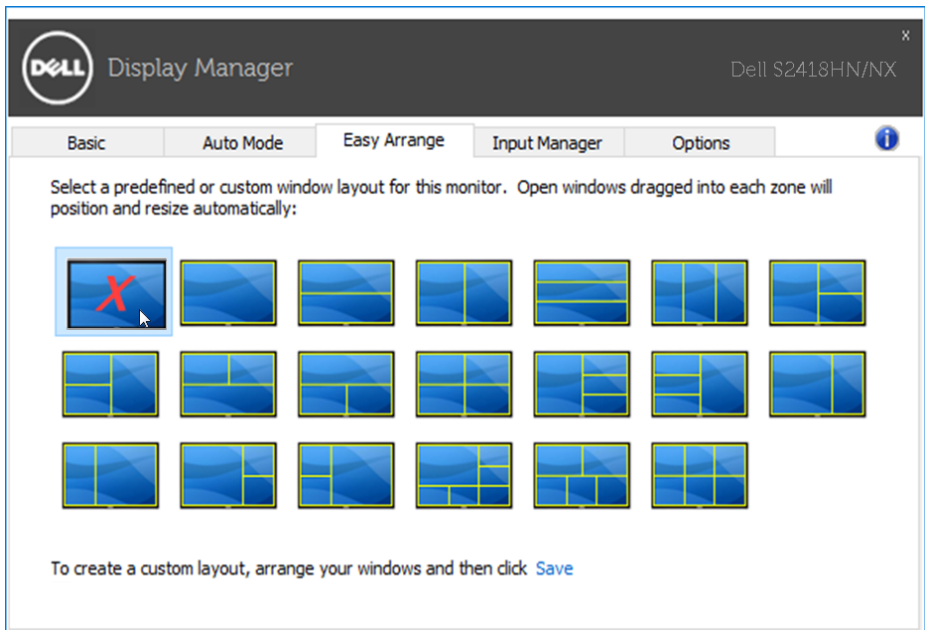 X
DELL
Display Manager
Dell S2418HN/NX
Basic
Auto Mode
Easy Arrange
Input Manager
Options
i
Select a predefined or custom window layout for this monitor. Open windows dragged into each zone will
position and resize automatically:
X
To create a custom layout, arrange your windows and then click Save